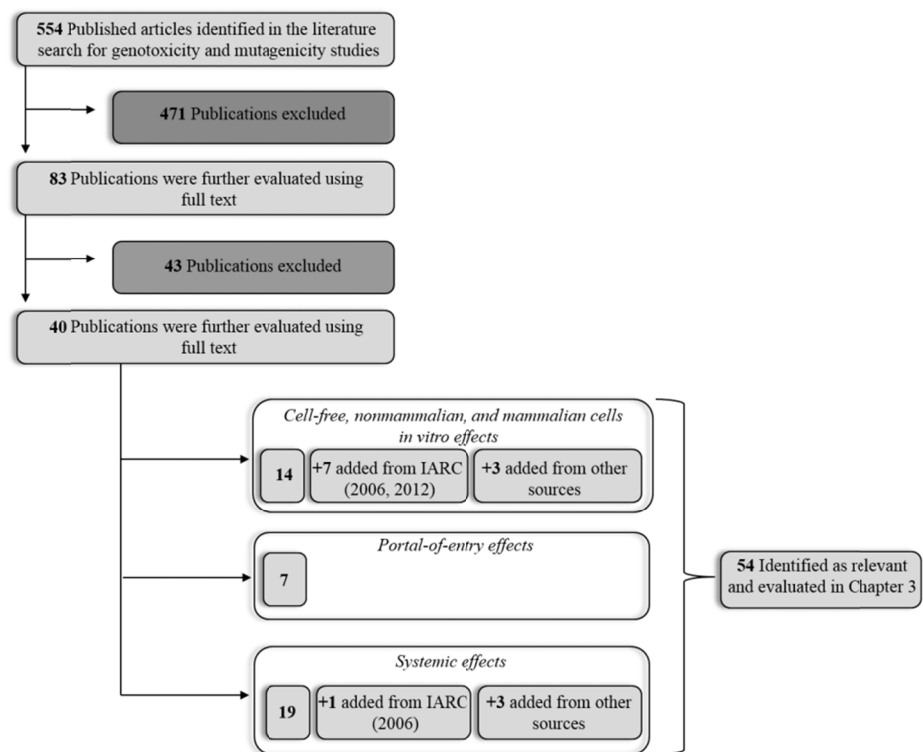 554 Published articles identified in the literature
search for genotoxicity and mutagenicity studies
471 Publications excluded
83 Publications were further evaluated using
full text
43 Publications excluded
40 Publications were further evaluated using
full text
Cell-free, nonmammalian, and mammalian cells
in vitro effects
14
+7 added from IARC
(2006, 2012)
+3 added from other
sources
Portal-of-entry effects
7
54 Identified as relevant
and evaluated in Chapter 3
Systemic effects
19
+1 added from IARC
(2006)
+3 added from other
sources